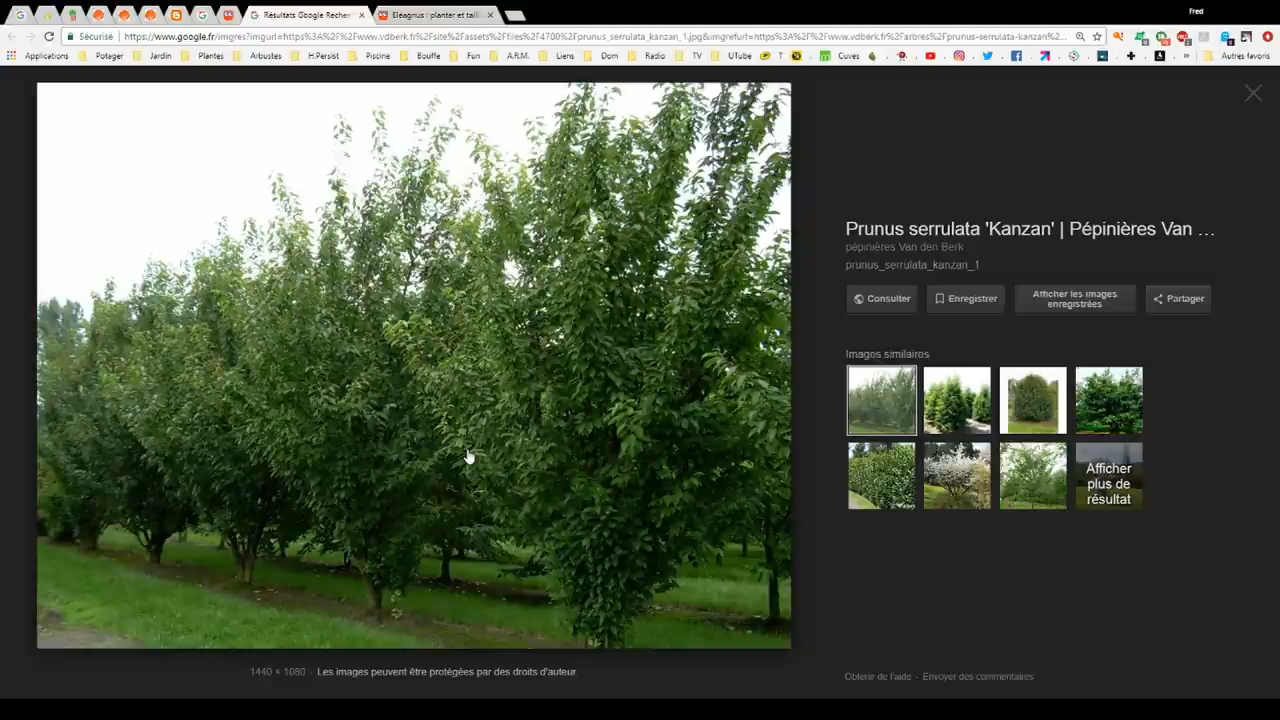 Fred
Résultats Google Reche
Eleagnus : planter et tail
Sécurisé
https://www.google.fr/imgres?imgurl=https%3A%2F%2Fwww.vdberk.fr%2Fsite%2Fassets%2Ffiles%2F4700%2Fprunus_serrulata_kanzan_1.jpg&imgrefurl=https%3A%2F%2Fwww.vdberk.fr%2Farbres%2Fprunus-serrulata-kanzan%2...
Applications Potager Jardin Plantes Arbustes H.Persist Piscine Bouffe Fun A.R.M. Liens Dom Radio TV UTube T Cuves » Autres favoris
Prunus serrulata 'Kanzan' | Pépinières Van ...
pépinières Van den Berk
prunus_serrulata_kanzan_1
Consulter
Enregistrer
Afficher les images
enregistrées
Partager
Images similaires
Afficher
plus de
résultat
1440 × 1080 - Les images peuvent être protégées par des droits d'auteur.
Obtenir de l'aide - Envoyer des commentaires